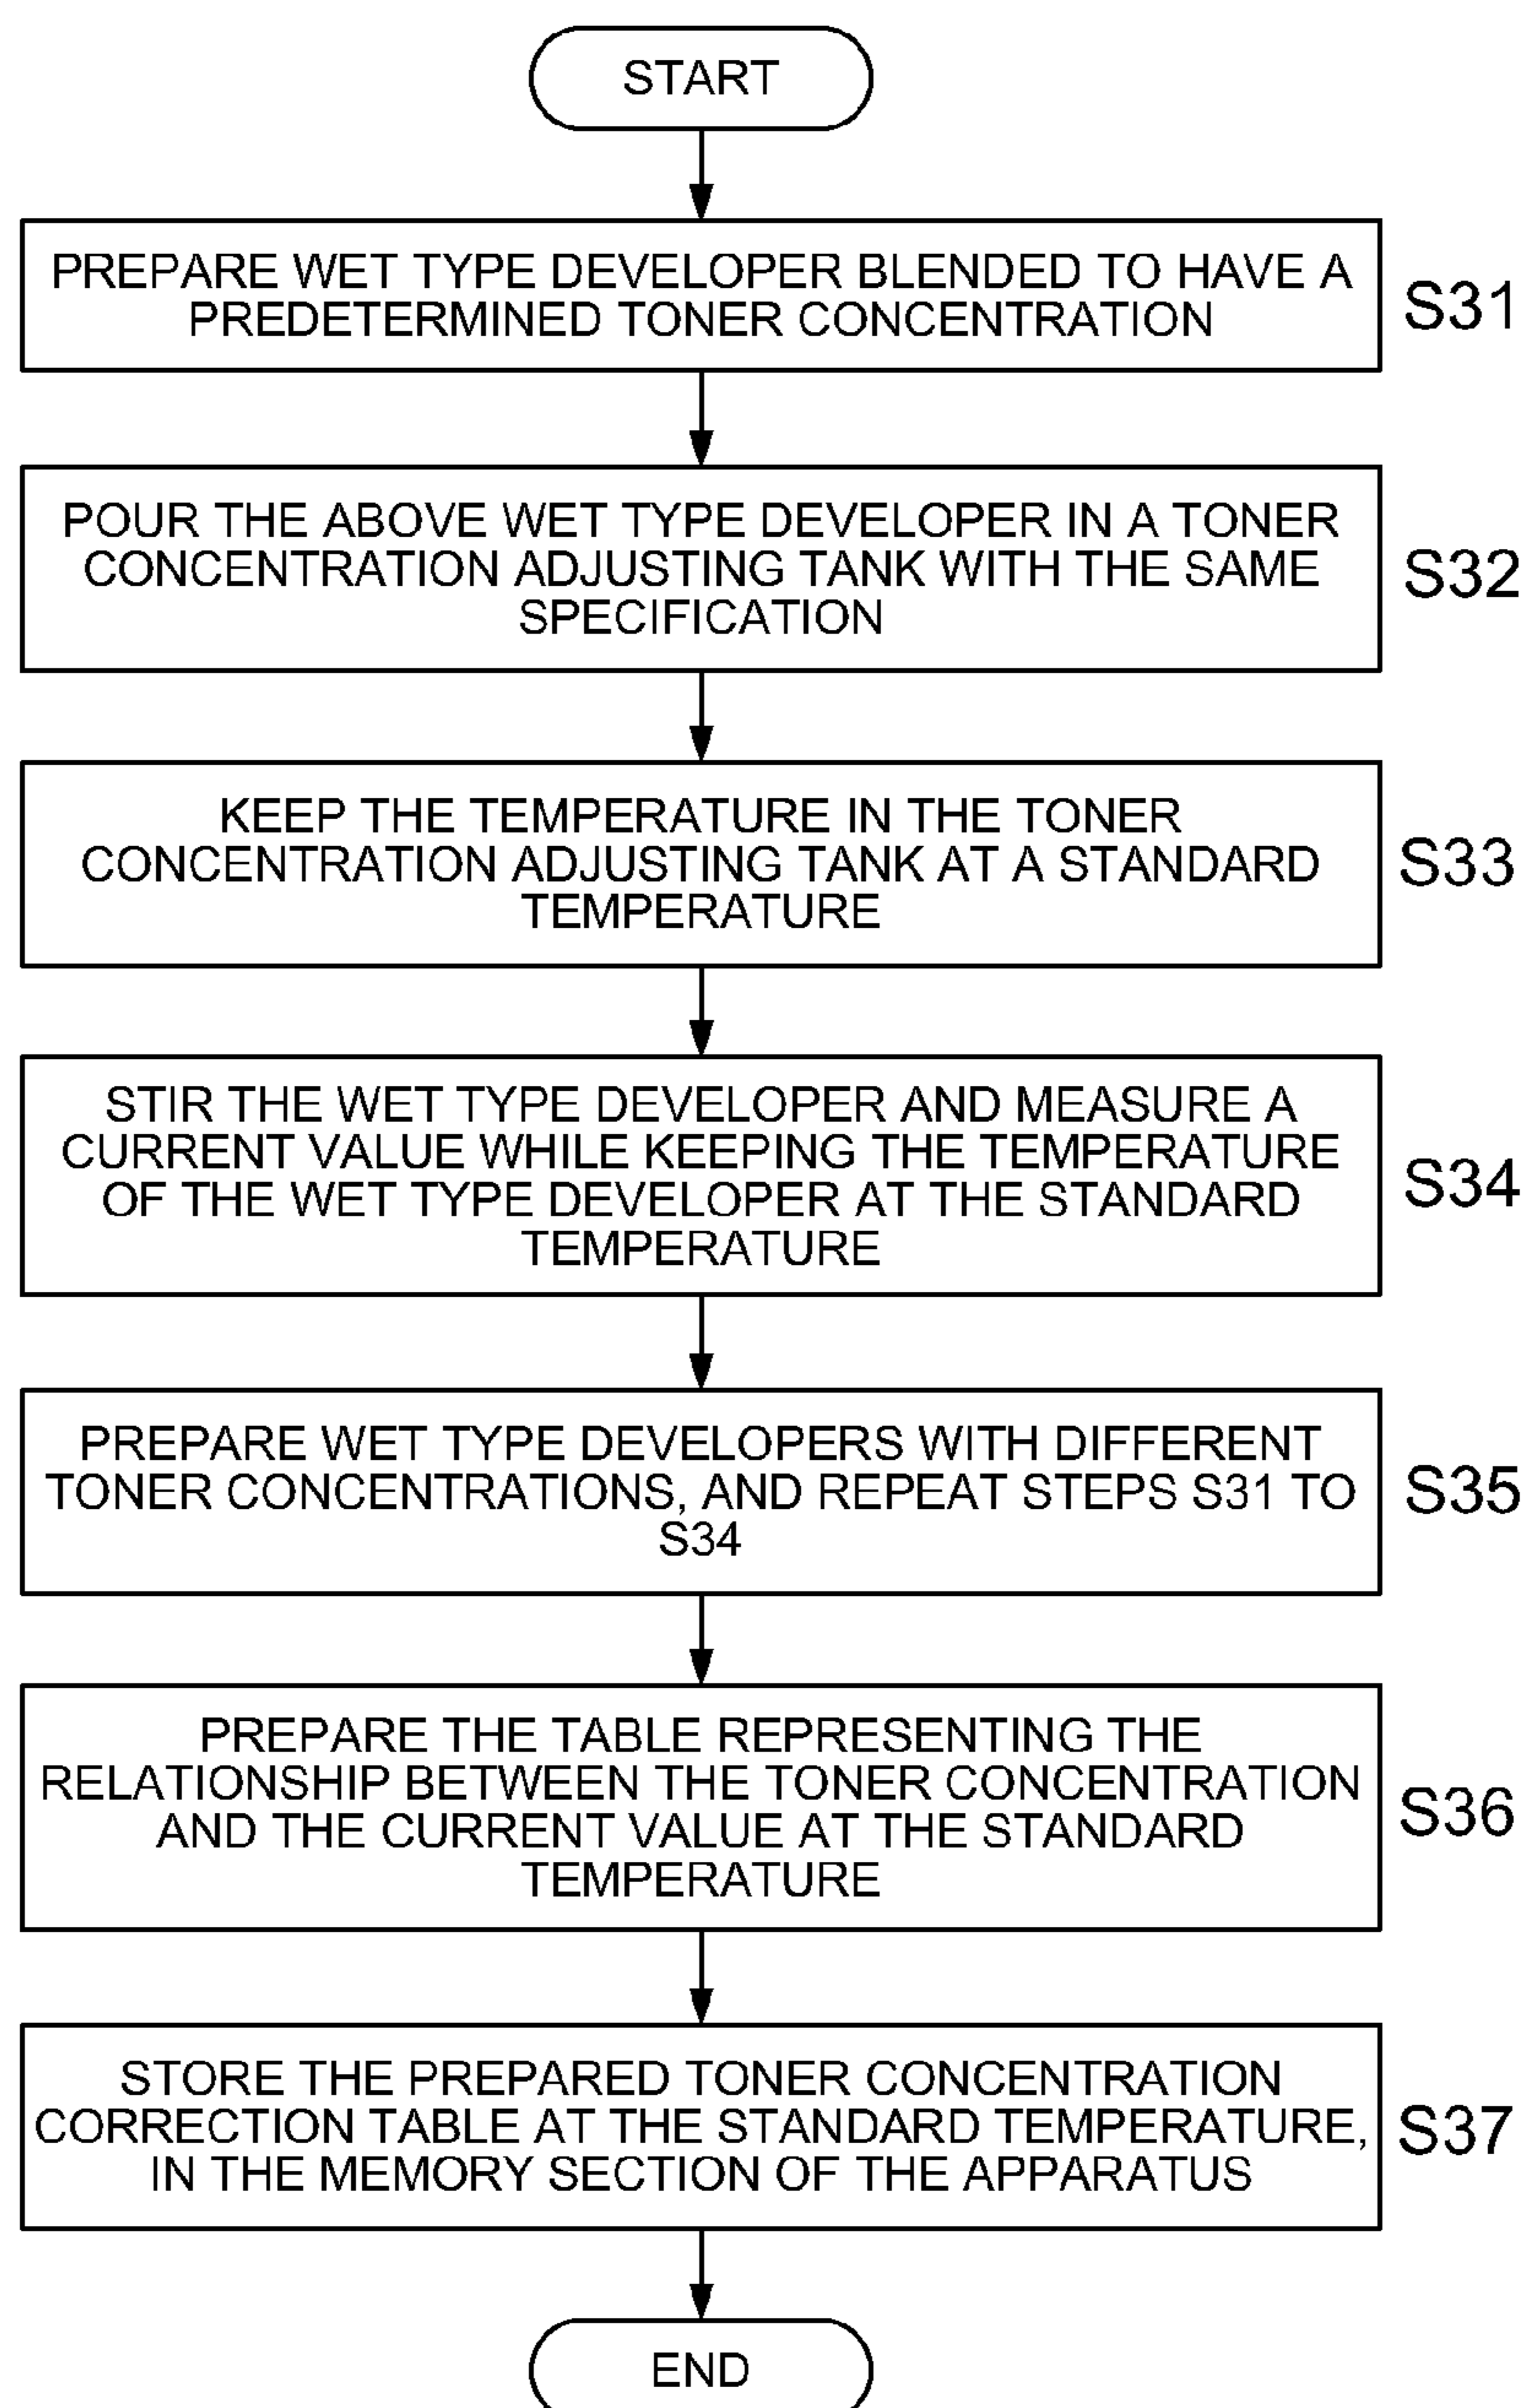 START
PREPARE WET TYPE DEVELOPER BLENDED TO HAVE A
PREDETERMINED TONER CONCENTRATION
S31
POUR THE ABOVE WET TYPE DEVELOPER IN A TONER
CONCENTRATION ADJUSTING TANK WITH THE SAME
SPECIFICATION
S32
KEEP THE TEMPERATURE IN THE TONER
CONCENTRATION ADJUSTING TANK AT A STANDARD
TEMPERATURE
S33
STIR THE WET TYPE DEVELOPER AND MEASURE A
CURRENT VALUE WHILE KEEPING THE TEMPERATURE
OF THE WET TYPE DEVELOPER AT THE STANDARD
TEMPERATURE
S34
PREPARE WET TYPE DEVELOPERS WITH DIFFERENT
TONER CONCENTRATIONS, AND REPEAT STEPS S31 TO
S34
S35
PREPARE THE TABLE REPRESENTING THE
RELATIONSHIP BETWEEN THE TONER CONCENTRATION
AND THE CURRENT VALUE AT THE STANDARD
TEMPERATURE
S36
STORE THE PREPARED TONER CONCENTRATION
CORRECTION TABLE AT THE STANDARD TEMPERATURE,
IN THE MEMORY SECTION OF THE APPARATUS
S37
END